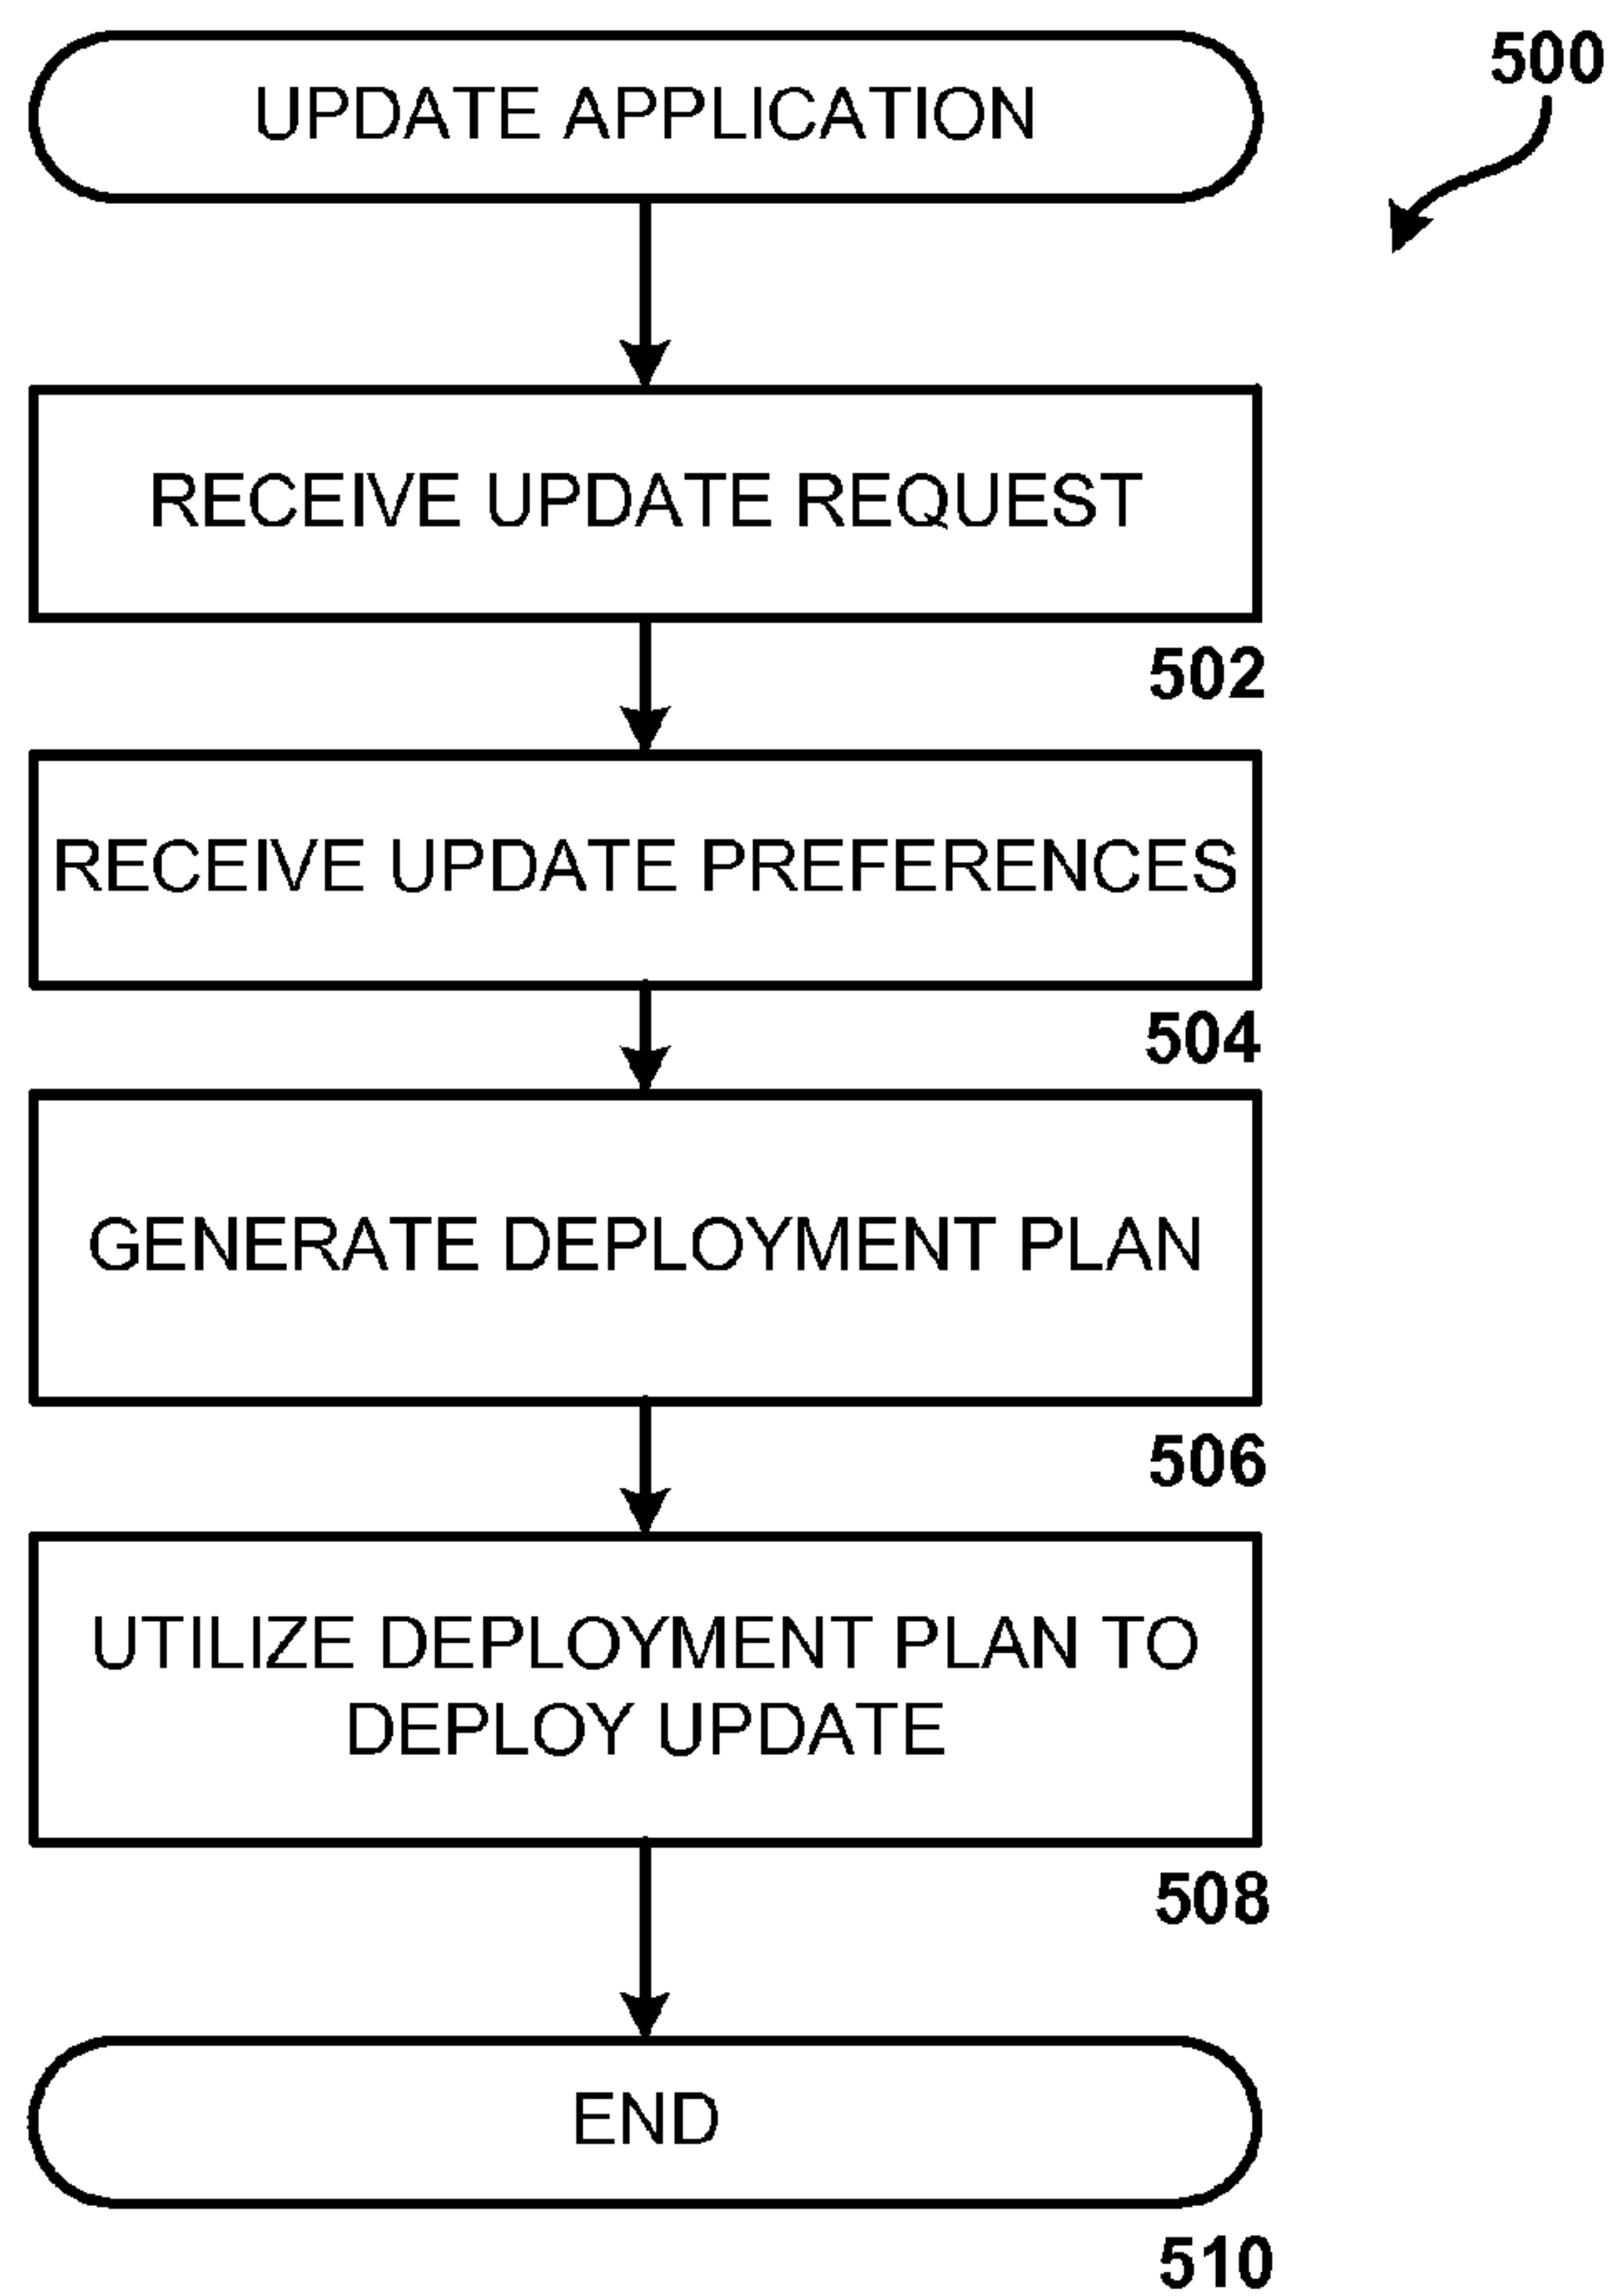 UPDATE APPLICATION
500
RECEIVE UPDATE REQUEST
502
RECEIVE UPDATE PREFERENCES
504
GENERATE DEPLOYMENT PLAN
506
UTILIZE DEPLOYMENT PLAN TO
DEPLOY UPDATE
508
END
510